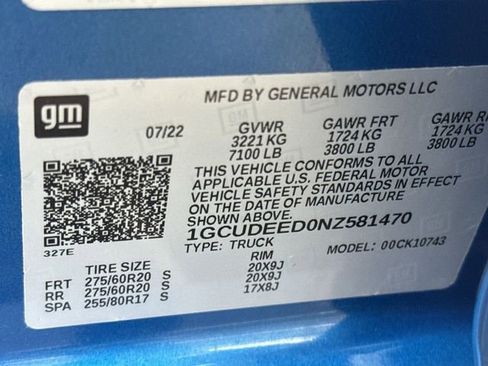 gm
MFD BY GENERAL MOTORS LLC
07/22 GVWR GAWR FRT GAWR R
3221 KG 1724 KG 1724 KG
7100 LB 3800 LB 3800 LB
THIS VEHICLE CONFORMS TO ALL
APPLICABLE U.S. FEDERAL MOTOR
VEHICLE SAFETY STANDARDS IN EFFECT
ON THE DATE OF MANUFACTURE
SHOWN ABOVE.
1GCUDEED0NZ581470
327E
TYPE: TRUCK MODEL: 00CK10743
TIRE SIZE RIM
FRT 275/60R20 S 20X9J
RR 275/60R20 S 20X9J
SPA 255/80R17 S 17X8J